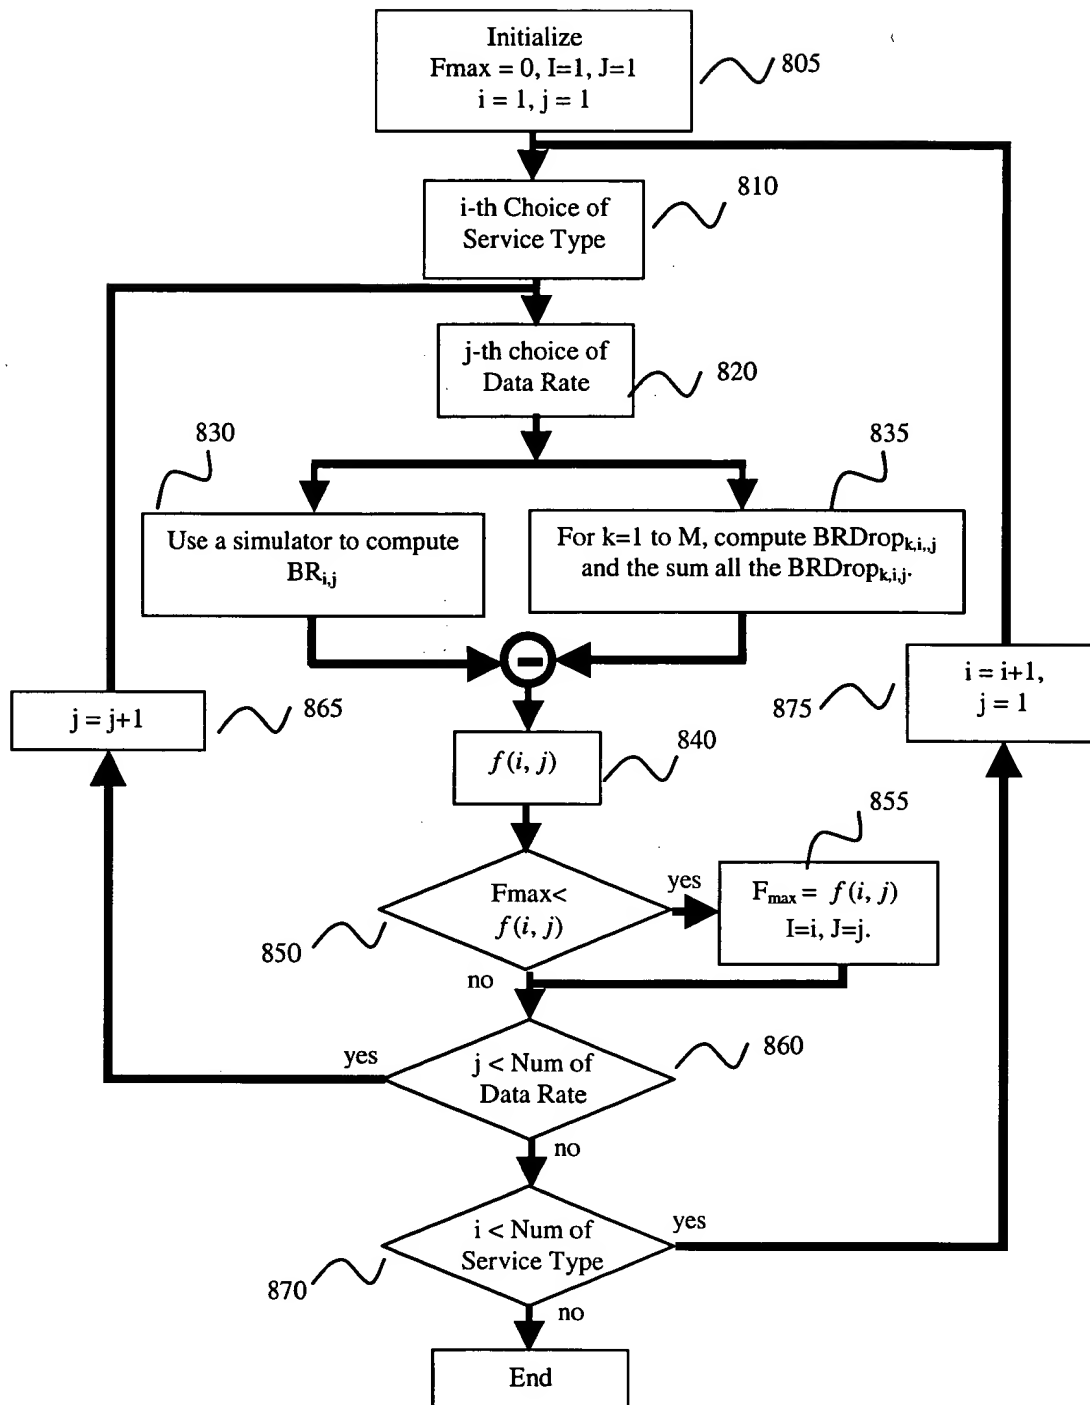 Initialize
Fmax = 0, I=1, J=1
i = 1, j = 1
805
i-th Choice of
Service Type
810
j-th choice of
Data Rate
820
830
835
Use a simulator to compute
BRi,j
For k=1 to M, compute BRDropk,i,,j
and the sum all the BRDropk,i,j.
-
j = j+1
865
875
i = i+1,
j = 1
f(i, j)
840
855
Fmax<
f(i, j)
yes
850
no
Fmax = f(i, j)
I=i, J=j.
yes
j < Num of
Data Rate
860
no
i < Num of
Service Type
yes
870
no
End